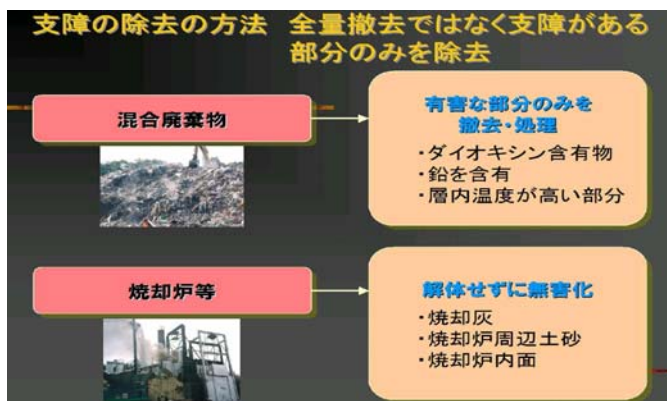 支障の除去の方法　全量撤去ではなく支障がある
部分のみを除去
混合廃棄物
有害な部分のみを
撤去・処理
・ダイオキシン含有物
・鉛を含有
・層内温度が高い部分
焼却炉等
解体せずに無害化
・焼却灰
・焼却炉周辺土砂
・焼却炉内面